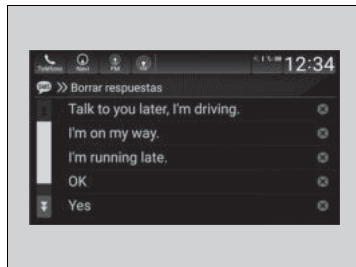 Teléfono Navi FM 12:34
SMS Borrar respuestas
Talk to you later, I'm driving.
I'm on my way.
I'm running late.
OK
Yes